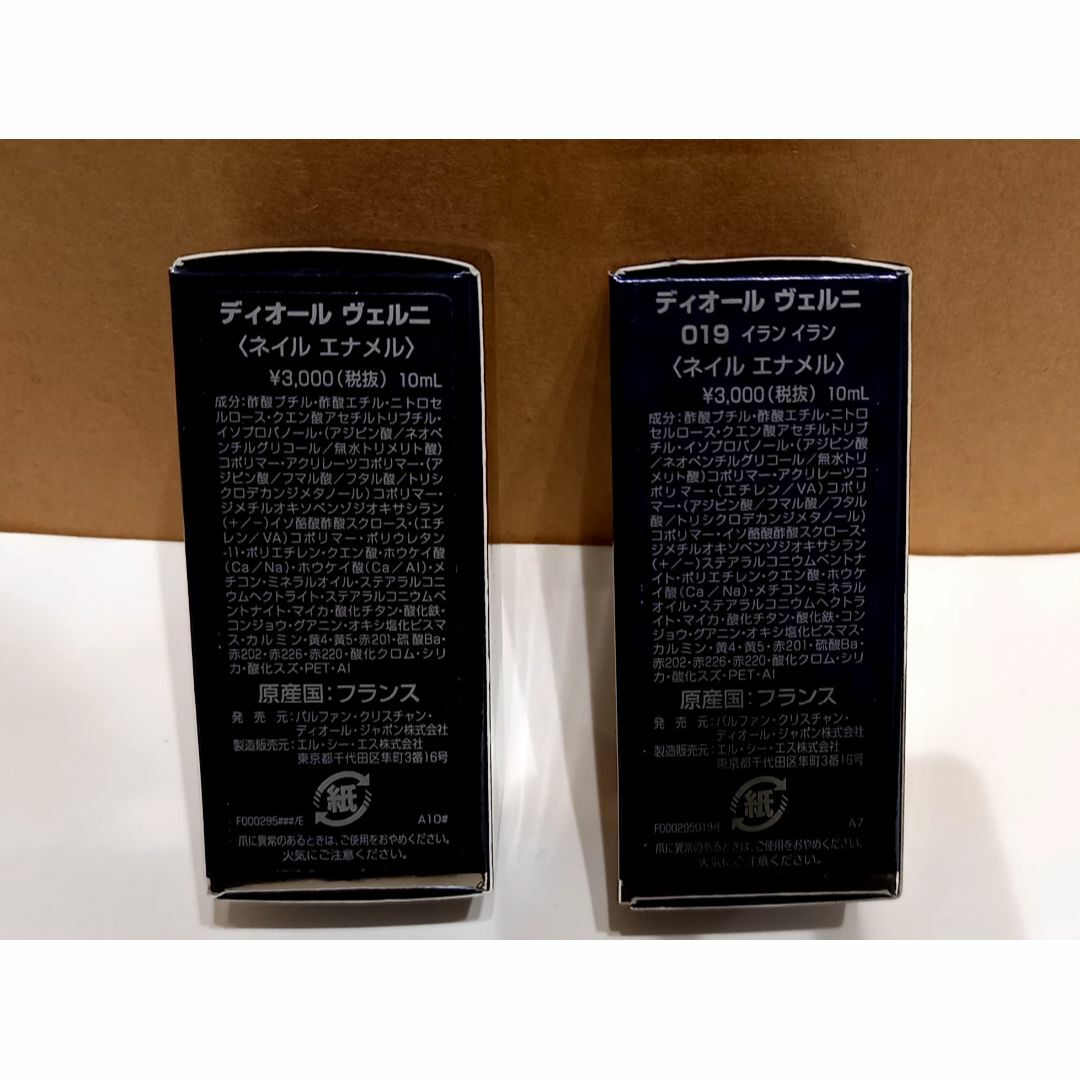 ディオール ヴェルニ
〈ネイル エナメル〉
¥3,000(税抜) 10mL
成分:酢酸ブチル・酢酸エチル・ニトロセ
ルロース・クエン酸アセチルトリブチル・
イソプロパノール・(アジピン酸/ネオペ
ンチルグリコール/無水トリメリト酸)
コポリマー・アクリレーツコポリマー・(ア
ジピン酸/フマル酸/フタル酸/トリシ
クロデカンジメタノール)コポリマー・
ジメチルオキソベンゾジオキサシラン
(+/−)イソ酪酸酢酸スクロース・(エチ
レン/VA)コポリマー・ポリウレタン
-11・ポリエチレン・クエン酸・ホウケイ酸
(Ca/Na)・ホウケイ酸(Ca/Al)・メ
チコン・ミネラルオイル・ステアラルコニ
ウムヘクトライト・ステアラルコニウムベ
ントナイト・マイカ・酸化チタン・酸化鉄・
コンジョウ・グアニン・オキシ塩化ビスマ
ス・カルミン・黄4・黄5・赤201・硫酸Ba・
赤202・赤226・赤220・酸化クロム・シリ
カ・酸化スズ・PET・Al
原産国:フランス
発売元:パルファン・クリスチャン・
ディオール・ジャポン株式会社
製造販売元:エル・シー・エス株式会社
東京都千代田区隼町3番16号
紙
F000295###/E A10#
爪に異常のあるときは、ご使用をおやめください。
火気にご注意ください。
ディオール ヴェルニ
019 イラン イラン
〈ネイル エナメル〉
¥3,000(税抜) 10mL
成分:酢酸ブチル・酢酸エチル・ニトロ
セルロース・クエン酸アセチルトリブ
チル・イソプロパノール・(アジピン酸
/ネオペンチルグリコール/無水トリ
メリト酸)コポリマー・アクリレーツコ
ポリマー・(エチレン/VA)コポリ
マー・(アジピン酸/フマル酸/フタル
酸/トリシクロデカンジメタノール)
コポリマー・イソ酪酸酢酸スクロース・
ジメチルオキソベンゾジオキサシラン
(+/−)ステアラルコニウムベントナ
イト・ポリエチレン・クエン酸・ホウケ
イ酸(Ca/Na)・メチコン・ミネラル
オイル・ステアラルコニウムヘクトラ
イト・マイカ・酸化チタン・酸化鉄・コン
ジョウ・グアニン・オキシ塩化ビスマス・
カルミン・黄4・黄5・赤201・硫酸Ba・
赤202・赤226・赤220・酸化クロム・シリ
カ・酸化スズ・PET・Al
原産国:フランス
発売元:パルファン・クリスチャン・
ディオール・ジャポン株式会社
製造販売元:エル・シー・エス株式会社
東京都千代田区隼町3番16号
紙
F000295019/E A7
爪に異常のあるときは、ご使用をおやめください。
火気にご注意ください。